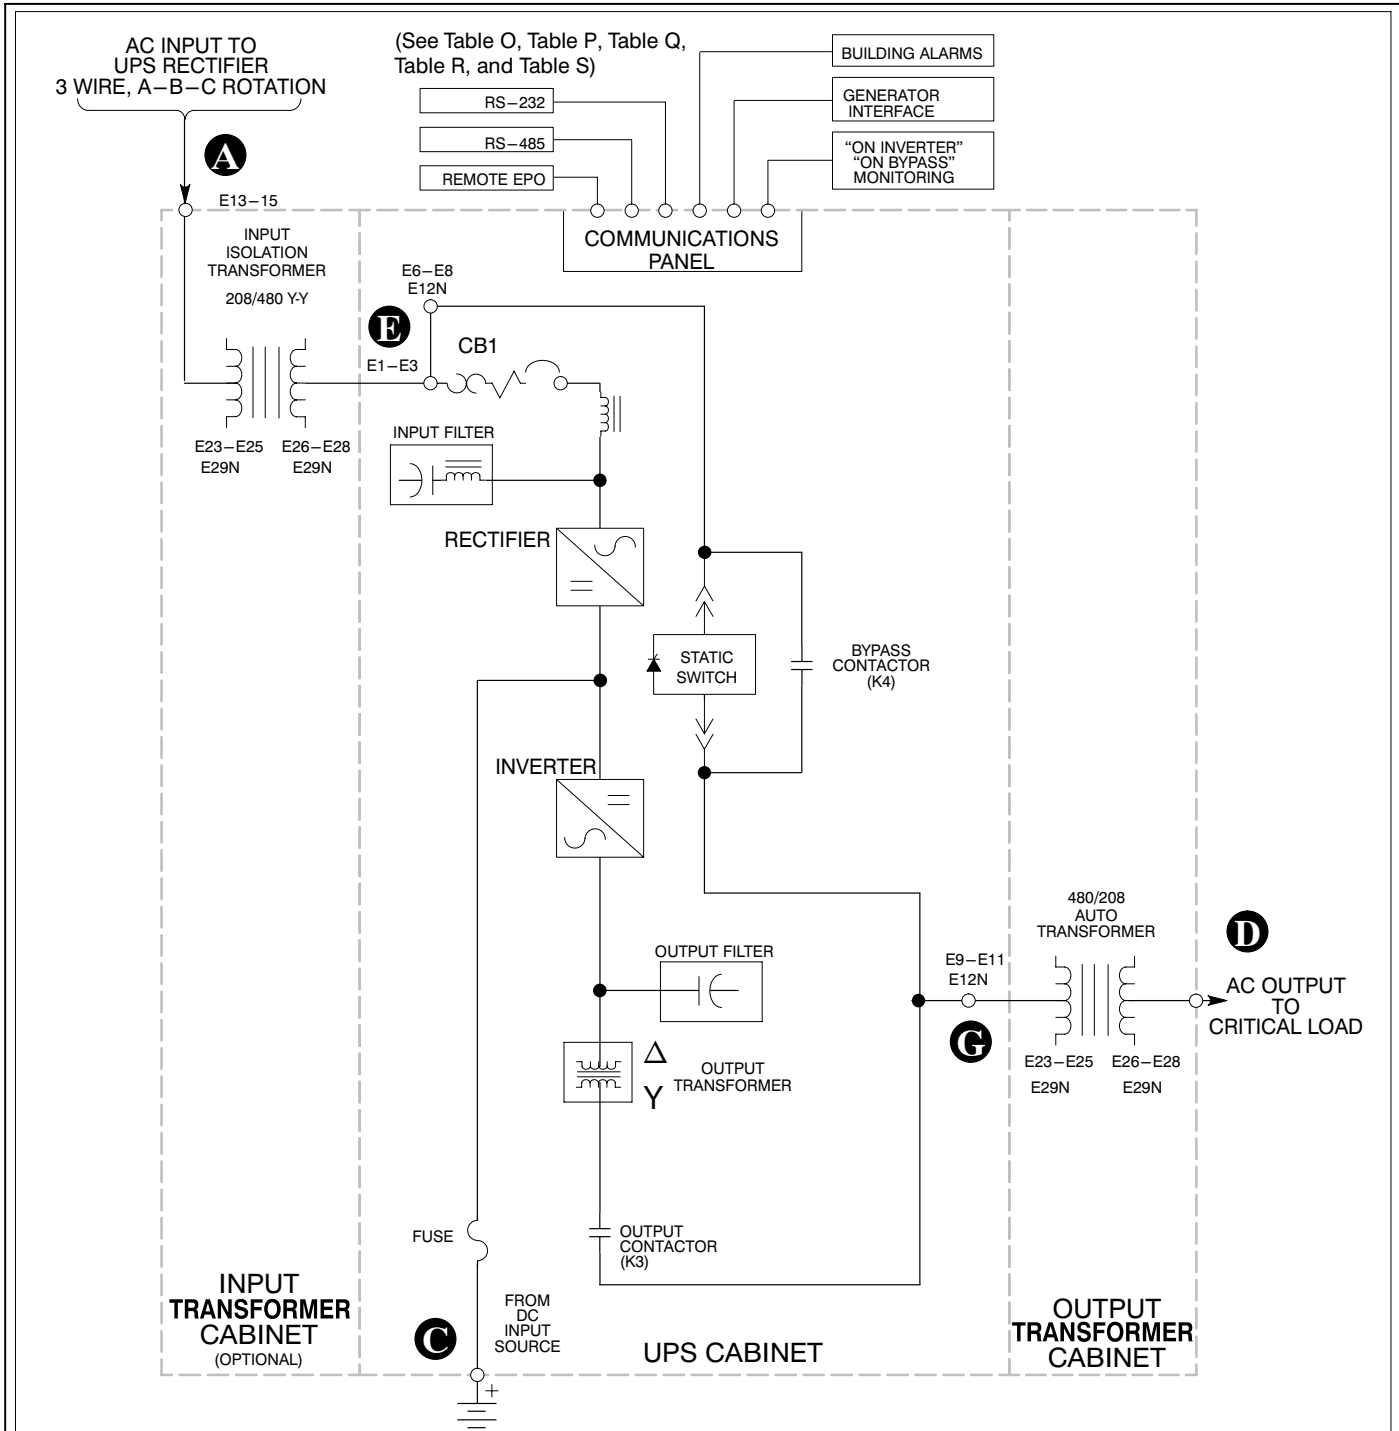 AC INPUT TO
UPS RECTIFIER
3 WIRE, A–B–C ROTATION
(See Table O, Table P, Table Q,
Table R, and Table S)
RS–232
RS–485
REMOTE EPO
BUILDING ALARMS
GENERATOR
INTERFACE
“ON INVERTER”
“ON BYPASS”
MONITORING
A
E13–15
COMMUNICATIONS
PANEL
INPUT
ISOLATION
TRANSFORMER
208/480 Y-Y
E6–E8
E12N
E
E1–E3
CB1
E23–E25
E29N
E26–E28
E29N
INPUT FILTER
RECTIFIER
STATIC
SWITCH
BYPASS
CONTACTOR
(K4)
INVERTER
480/208
AUTO
TRANSFORMER
D
OUTPUT FILTER
E9–E11
E12N
AC OUTPUT
TO
CRITICAL LOAD
G
Δ
Y
OUTPUT
TRANSFORMER
E23–E25
E29N
E26–E28
E29N
FUSE
OUTPUT
CONTACTOR
(K3)
FROM
DC
INPUT
SOURCE
C
+
INPUT
TRANSFORMER
CABINET
(OPTIONAL)
UPS CABINET
OUTPUT
TRANSFORMER
CABINET